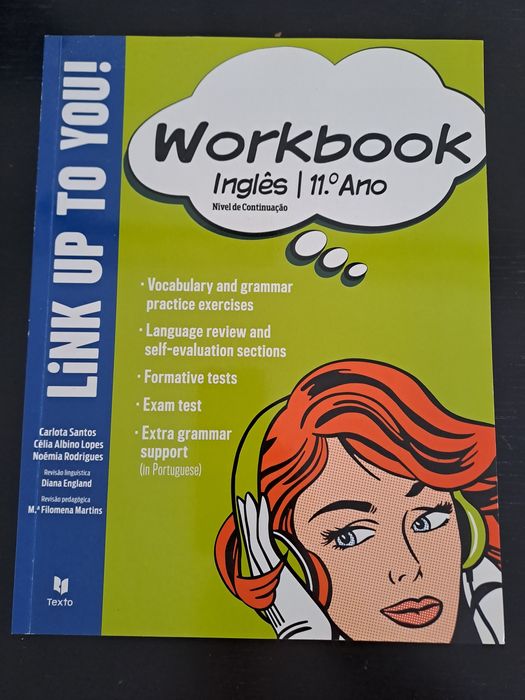 LiNK UP TO YOU!
Workbook
Inglês | 11.º Ano
Nível de Continuação
· Vocabulary and grammar
practice exercises
· Language review and
self-evaluation sections
· Formative tests
· Exam test
· Extra grammar
support
(in Portuguese)
Carlota Santos
Célia Albino Lopes
Noémia Rodrigues
Revisão linguística
Diana England
Revisão pedagógica
M.ª Filomena Martins
Texto